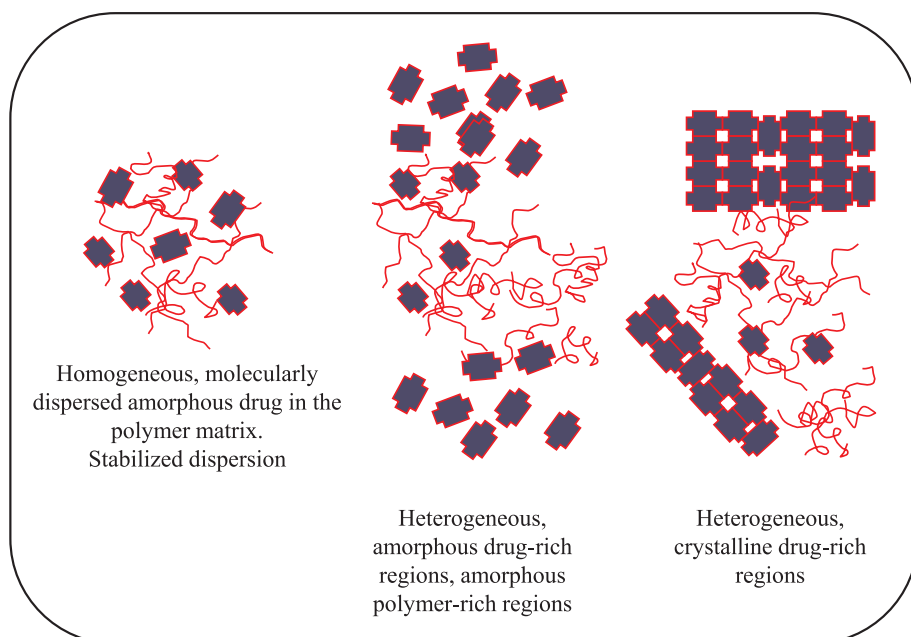 Homogeneous, molecularly
dispersed amorphous drug in the
polymer matrix.
Stabilized dispersion
Heterogeneous,
amorphous drug-rich
regions, amorphous
polymer-rich regions
Heterogeneous,
crystalline drug-rich
regions